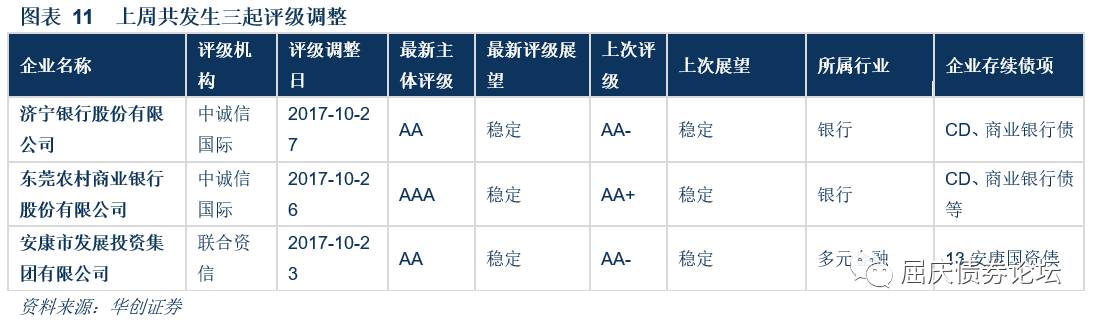 图表 11 上周共发生三起评级调整
企业名称 评级机构 评级调整日 最新主体评级 最新评级展望 上次评级 上次展望 所属行业 企业存续债项
济宁银行股份有限公司 中诚信国际 2017-10-27 AA 稳定 AA- 稳定 银行 CD、商业银行债
东莞农村商业银行股份有限公司 中诚信国际 2017-10-26 AAA 稳定 AA+ 稳定 银行 CD、商业银行债等
安康市发展投资集团有限公司 联合资信 2017-10-23 AA 稳定 AA- 稳定 多元金融 13安康国资债
屈庆债券论坛
资料来源：华创证券